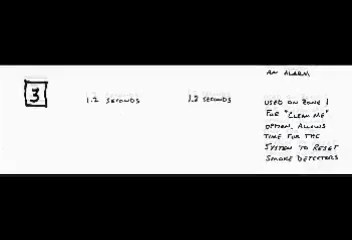 AN ALARM
3 1.2 SECONDS 1.2 SECONDS USED ON ZONE 1
FOR "CLEAN ME"
OPTION. ALLOWS
TIME FOR THE
SYSTEM TO RESET
SMOKE DETECTORS